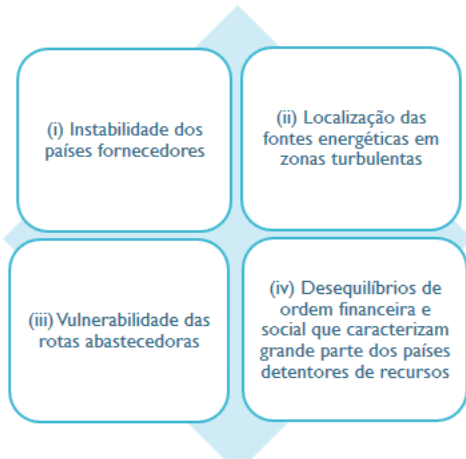 (i) Instabilidade dos
países fornecedores
(ii) Localização das
fontes energéticas em
zonas turbulentas
(iii) Vulnerabilidade das
rotas abastecedoras
(iv) Desequilíbrios de
ordem financeira e
social que caracterizam
grande parte dos países
detentores de recursos